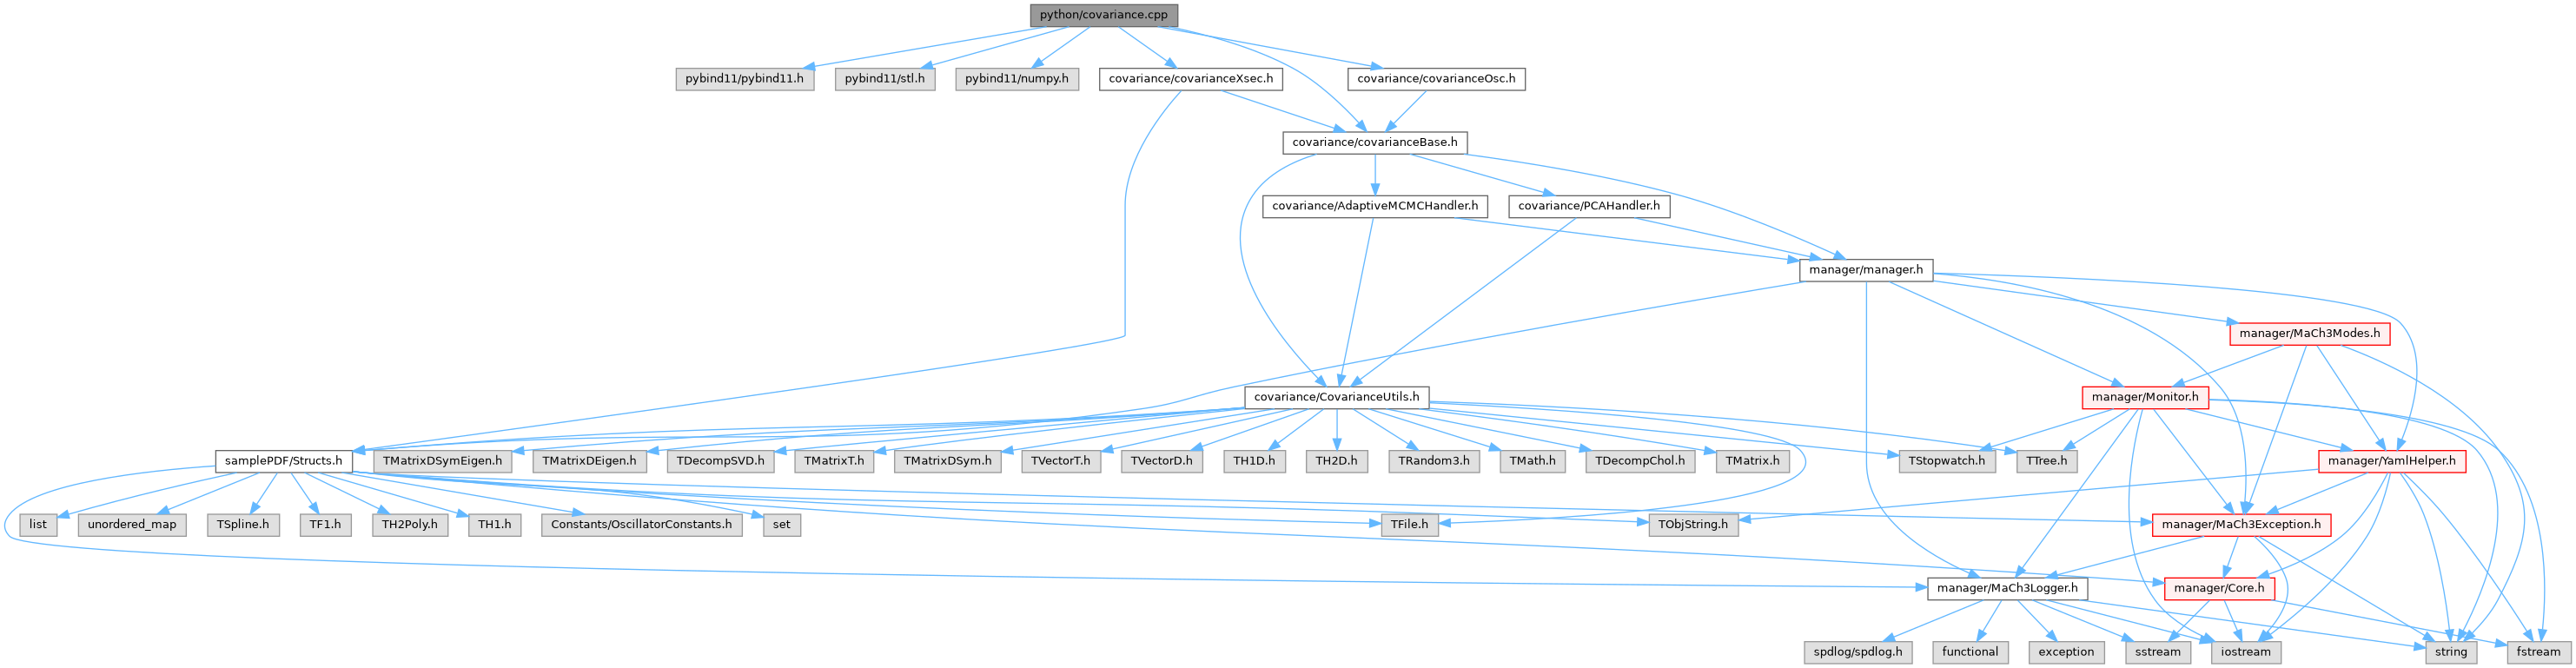 python/covariance.cpp
pybind11/pybind11.h
pybind11/stl.h
pybind11/numpy.h
covariance/covarianceXsec.h
covariance/covarianceOsc.h
covariance/covarianceBase.h
covariance/AdaptiveMCMCHandler.h
covariance/PCAHandler.h
manager/manager.h
manager/MaCh3Modes.h
covariance/CovarianceUtils.h
manager/Monitor.h
samplePDF/Structs.h
TMatrixDSymEigen.h
TMatrixDEigen.h
TDecompSVD.h
TMatrixT.h
TMatrixDSym.h
TVectorT.h
TVectorD.h
TH1D.h
TH2D.h
TRandom3.h
TMath.h
TDecompChol.h
TMatrix.h
TStopwatch.h
TTree.h
manager/YamlHelper.h
list
unordered_map
TSpline.h
TF1.h
TH2Poly.h
TH1.h
Constants/OscillatorConstants.h
set
TFile.h
TObjString.h
manager/MaCh3Exception.h
manager/MaCh3Logger.h
manager/Core.h
spdlog/spdlog.h
functional
exception
sstream
iostream
string
fstream